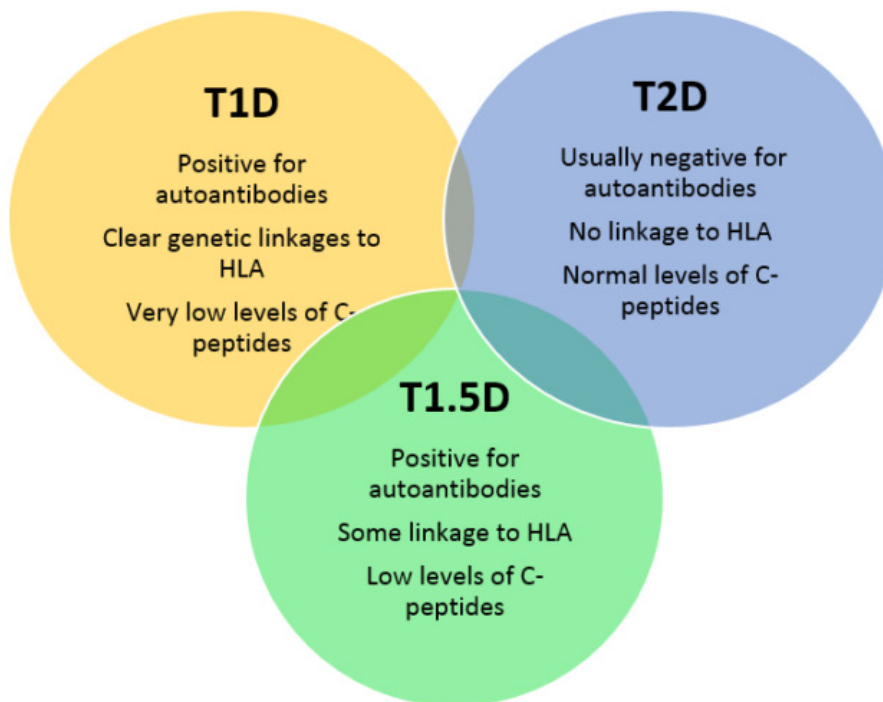 T1D
Positive for
autoantibodies
Clear genetic linkages to
HLA
Very low levels of C-
peptides
T2D
Usually negative for
autoantibodies
No linkage to HLA
Normal levels of C-
peptides
T1.5D
Positive for
autoantibodies
Some linkage to HLA
Low levels of C-
peptides